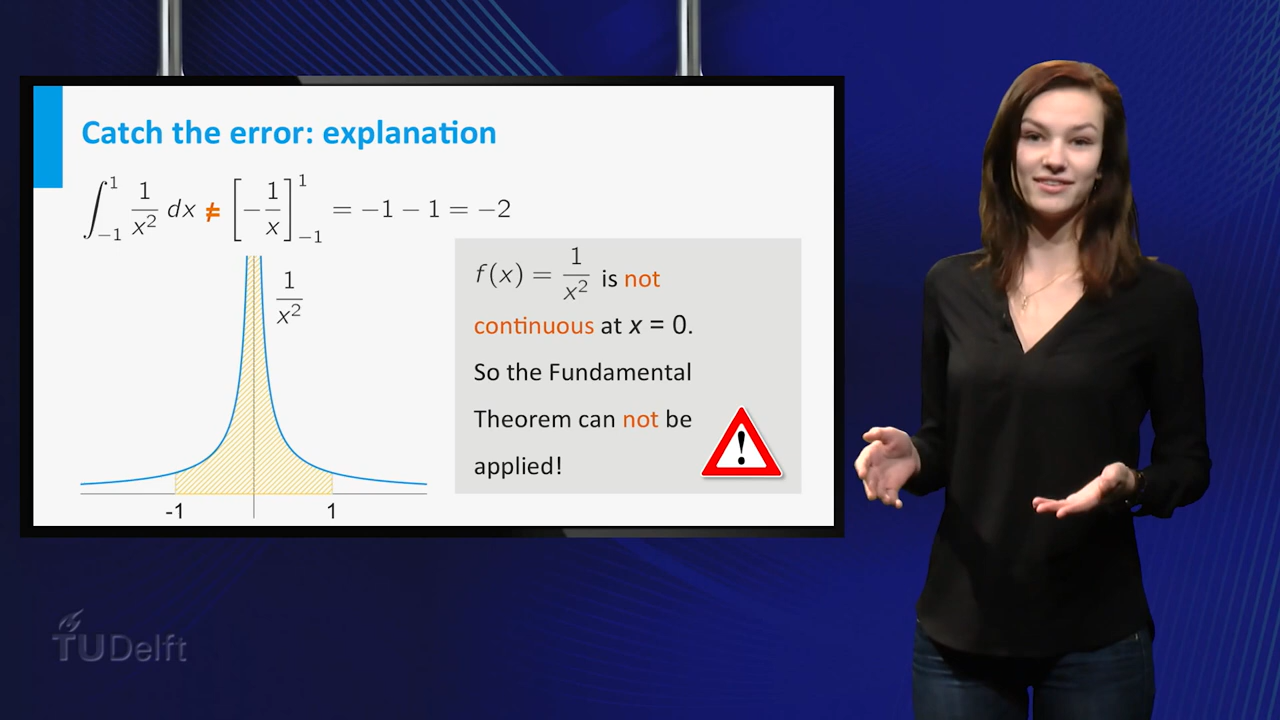 Catch the error: explanation
∫_{-1}^{1} 1/x² dx ≠ [−1/x]_{-1}^{1} = −1 − 1 = −2
1/x²
-1 1
f(x) = 1/x² is not
continuous at x = 0.
So the Fundamental
Theorem can not be
applied!
!
TUDelft